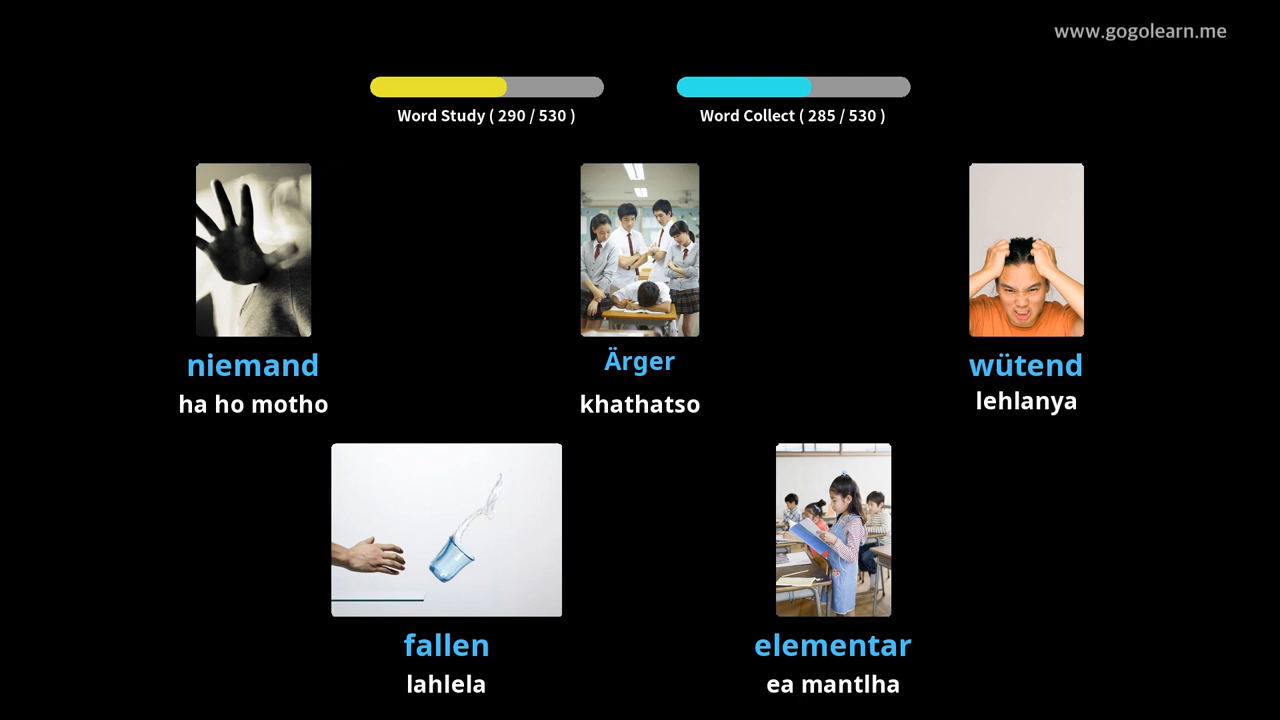 www.gogolearn.me
Word Study ( 290 / 530 )
Word Collect ( 285 / 530 )
niemand
ha ho motho
Ärger
khathatso
wütend
lehlanya
fallen
lahlela
elementar
ea mantlha